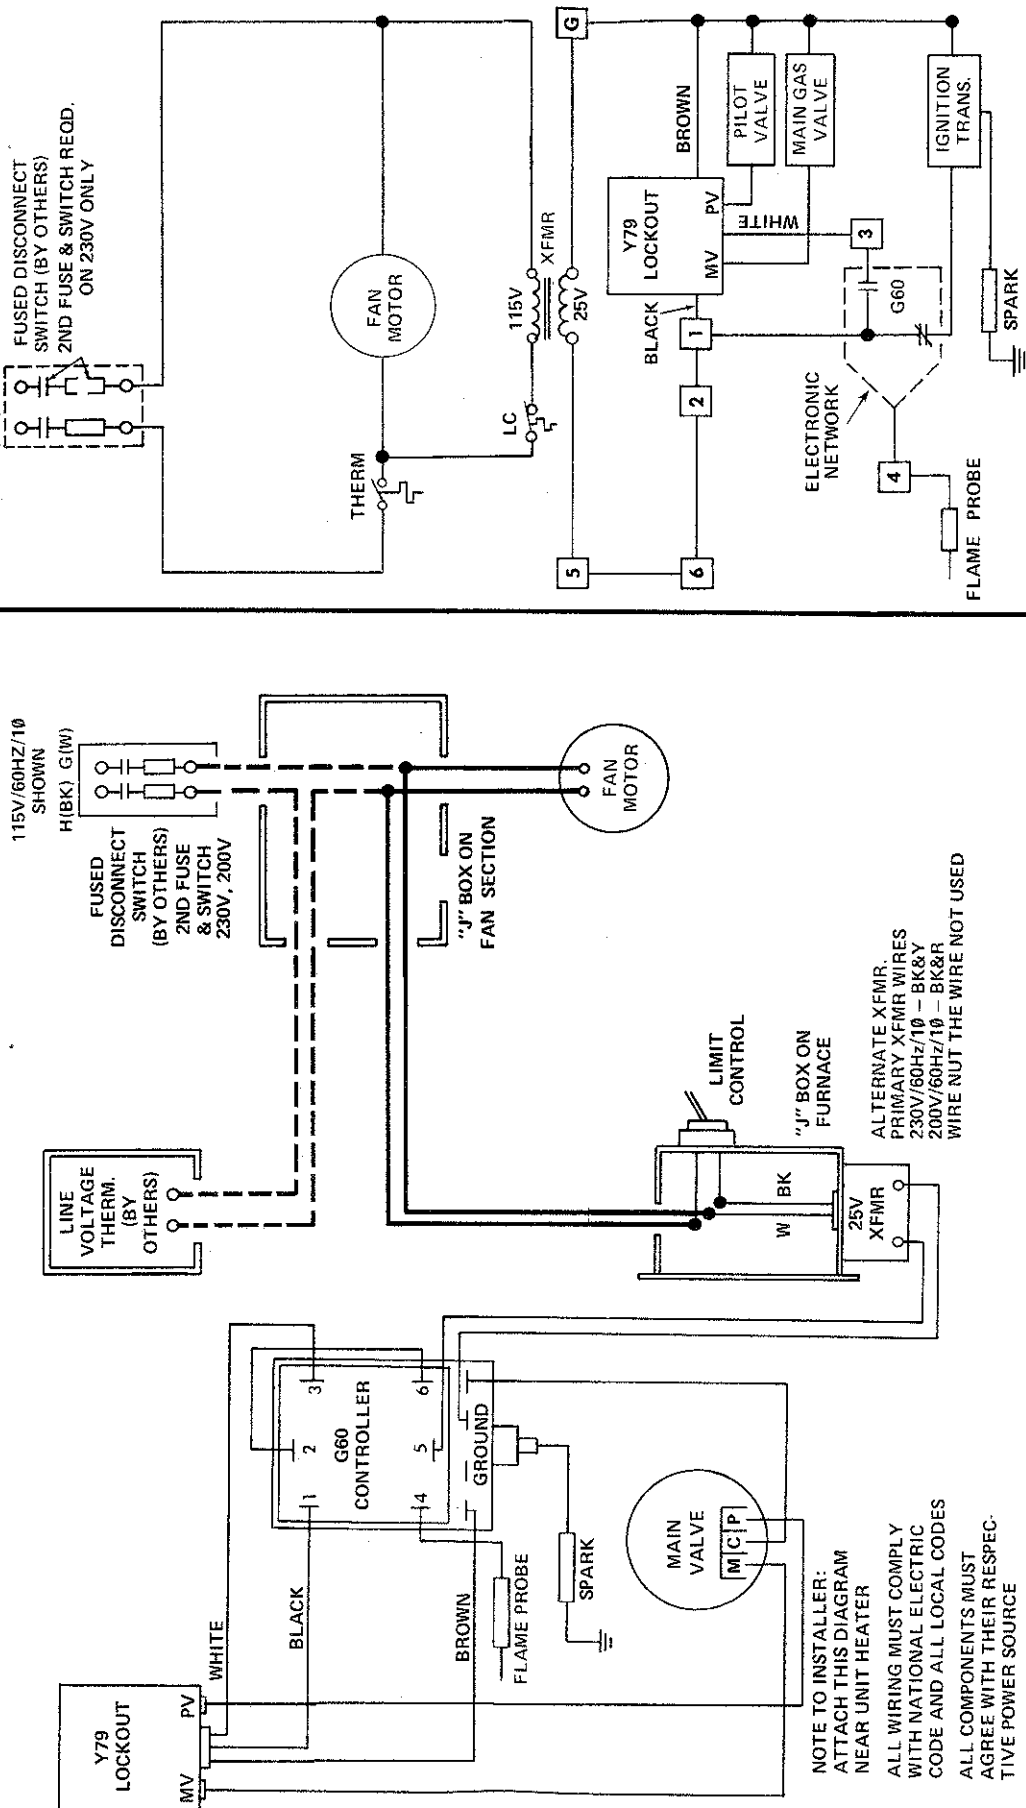 FUSED DISCONNECT
SWITCH (BY OTHERS)
2ND FUSE & SWITCH REQD.
ON 230V ONLY
FAN
MOTOR
THERM
LC
115V
XFMR
25V
G
5
6
2
1
BLACK
BROWN
Y79
LOCKOUT
MV
PV
WHITE
PILOT
VALVE
MAIN GAS
VALVE
3
G60
IGNITION
TRANS.
SPARK
ELECTRONIC
NETWORK
4
FLAME PROBE
115V/60HZ/1Ø
SHOWN
H(BK) G(W)
FUSED
DISCONNECT
SWITCH
(BY OTHERS)
2ND FUSE
& SWITCH
230V, 200V
"J" BOX ON
FAN SECTION
FAN
MOTOR
LINE
VOLTAGE
THERM.
(BY
OTHERS)
LIMIT
CONTROL
"J" BOX ON
FURNACE
W
BK
25V
XFMR
ALTERNATE XFMR.
PRIMARY XFMR WIRES
230V/60Hz/1Ø – BK&Y
200V/60Hz/1Ø – BK&R
WIRE NUT THE WIRE NOT USED
Y79
LOCKOUT
MV
PV
WHITE
BLACK
BROWN
1
2
3
G60
CONTROLLER
4
5
6
GROUND
FLAME PROBE
SPARK
MAIN
VALVE
M C P
NOTE TO INSTALLER:
ATTACH THIS DIAGRAM
NEAR UNIT HEATER
ALL WIRING MUST COMPLY
WITH NATIONAL ELECTRIC
CODE AND ALL LOCAL CODES
ALL COMPONENTS MUST
AGREE WITH THEIR RESPEC-
TIVE POWER SOURCE